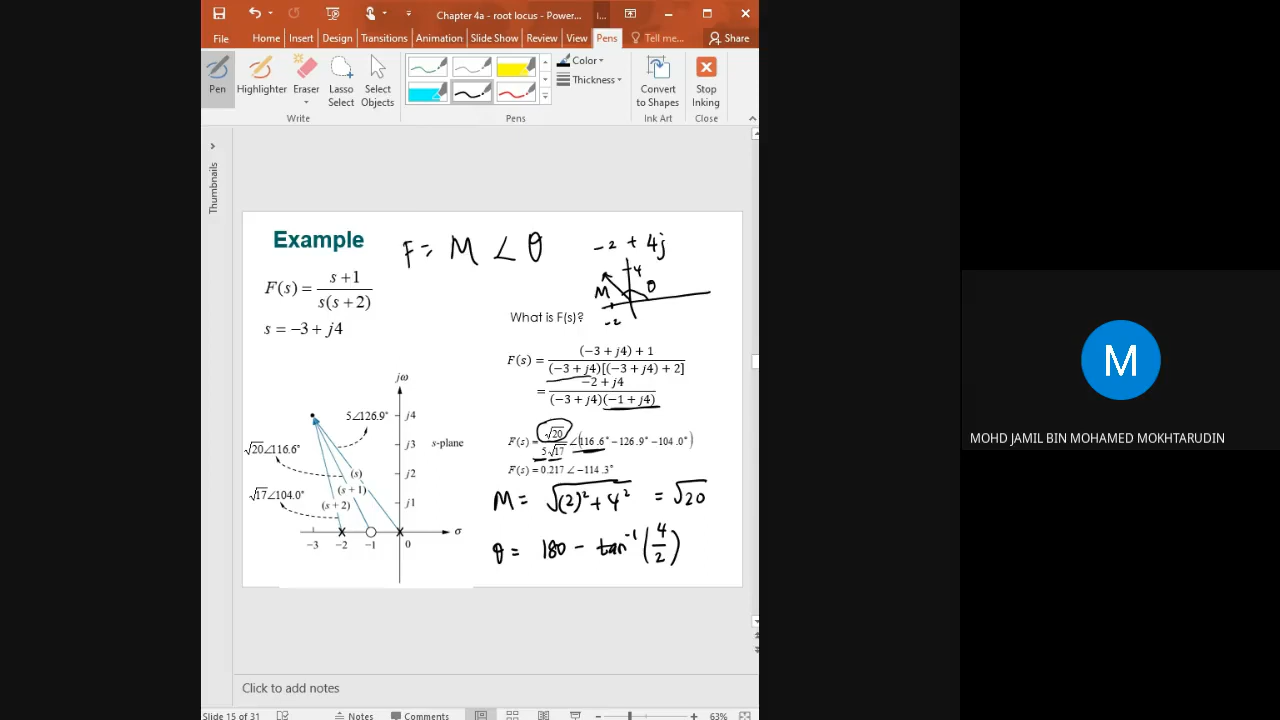 Chapter 4a - root locus - Power...
File Home Insert Design Transitions Animation Slide Show Review View Pens Tell me... Share
Pen
Highlighter
Eraser
Lasso Select
Select Objects
Color
Thickness
Convert to Shapes
Stop Inking
Write
Pens
Ink Art
Close
Thumbnails
Example
F = M ∠ θ
-2 + 4j
4
M
θ
-2
F(s) = s+1 / s(s+2)
s = −3 + j4
What is F(s)?
F(s) = (−3 + j4) + 1 / (−3 + j4)[(−3 + j4) + 2]
= −2 + j4 / (−3 + j4)(−1 + j4)
F(s) = √20 / 5√17 ∠(116.6° − 126.9° − 104.0°)
F(s) = 0.217 ∠ −114.3°
M = √(2)² + 4² = √20
θ = 180 − tan⁻¹(4/2)
jω
5∠126.9°
j4
√20∠116.6°
j3
s-plane
(s)
j2
√17∠104.0°
(s + 1)
(s + 2)
j1
σ
−3 −2 −1 0
MOHD JAMIL BIN MOHAMED MOKHTARUDIN
Click to add notes
Slide 15 of 31 Notes Comments 63%
M